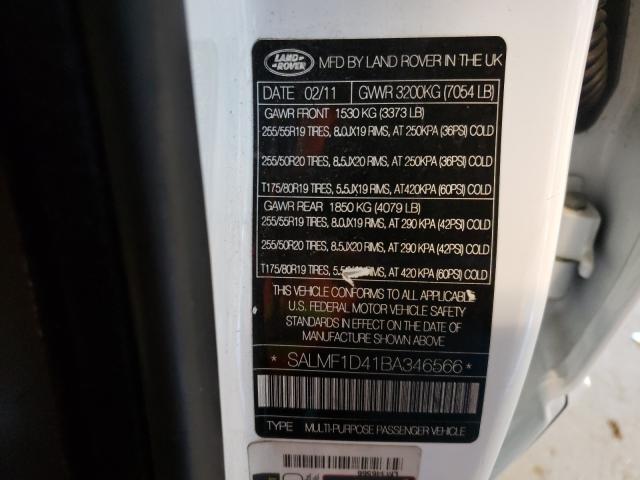 LAND
ROVER
MFD BY LAND ROVER IN THE UK
DATE 02/11 GWWR 3200KG (7054 LB)
GAWR FRONT 1530 KG (3373 LB)
255/55R19 TIRES, 8.0JX19 RIMS, AT 250KPA (36PSI) COLD
255/50R20 TIRES, 8.5JX20 RIMS, AT 250KPA (36PSI) COLD
T175/80R19 TIRES, 5.5JX19 RIMS, AT420KPA (60PSI) COLD
GAWR REAR 1850 KG (4079 LB)
255/55R19 TIRES, 8.0JX19 RIMS, AT 290 KPA (42PSI) COLD
255/50R20 TIRES, 8.5JX20 RIMS, AT 290 KPA (42PSI) COLD
T175/80R19 TIRES, RIMS, AT 420 KPA (60PSI) COLD
THIS VEHICLE CONFORMS TO ALL APPLICABLE
U.S. FEDERAL MOTOR VEHICLE SAFETY
STANDARDS IN EFFECT ON THE DATE OF
MANUFACTURE SHOWN ABOVE
* SALMF1D41BA346566 *
TYPE MULTI-PURPOSE PASSENGER VEHICLE